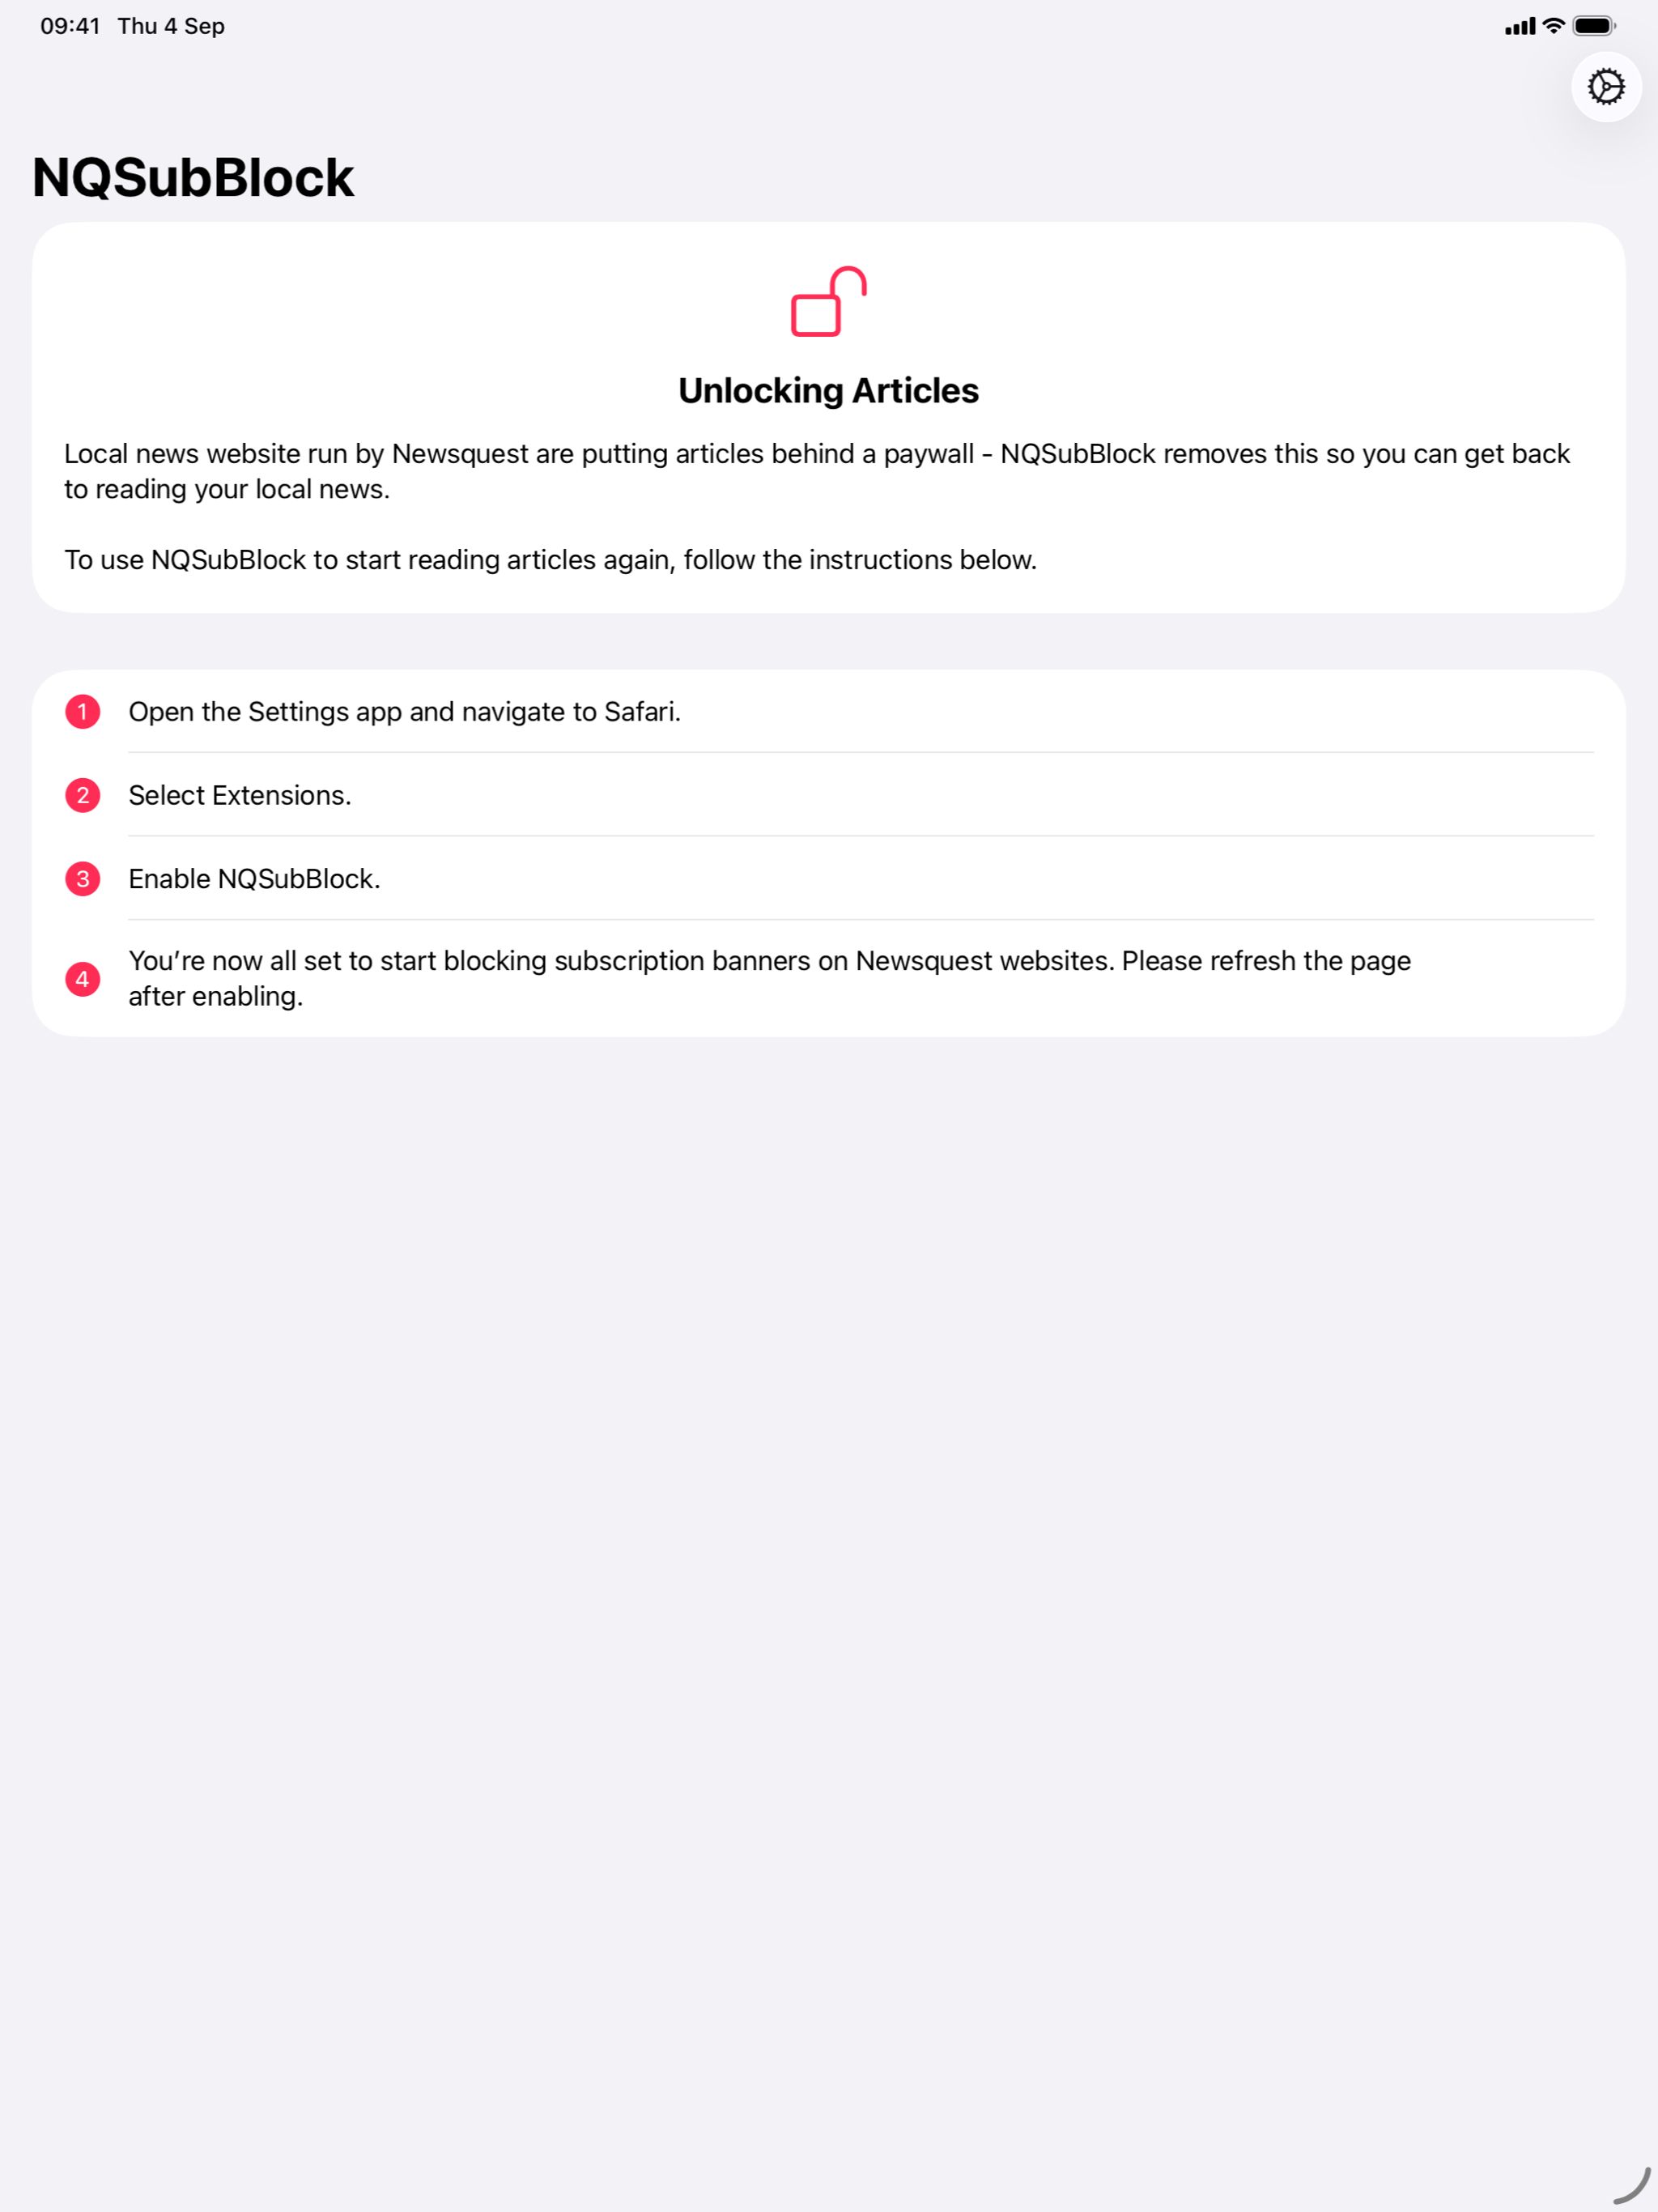 09:41 Thu 4 Sep
NQSubBlock
Unlocking Articles
Local news website run by Newsquest are putting articles behind a paywall - NQSubBlock removes this so you can get back
to reading your local news.
To use NQSubBlock to start reading articles again, follow the instructions below.
1 Open the Settings app and navigate to Safari.
2 Select Extensions.
3 Enable NQSubBlock.
4 You’re now all set to start blocking subscription banners on Newsquest websites. Please refresh the page
after enabling.